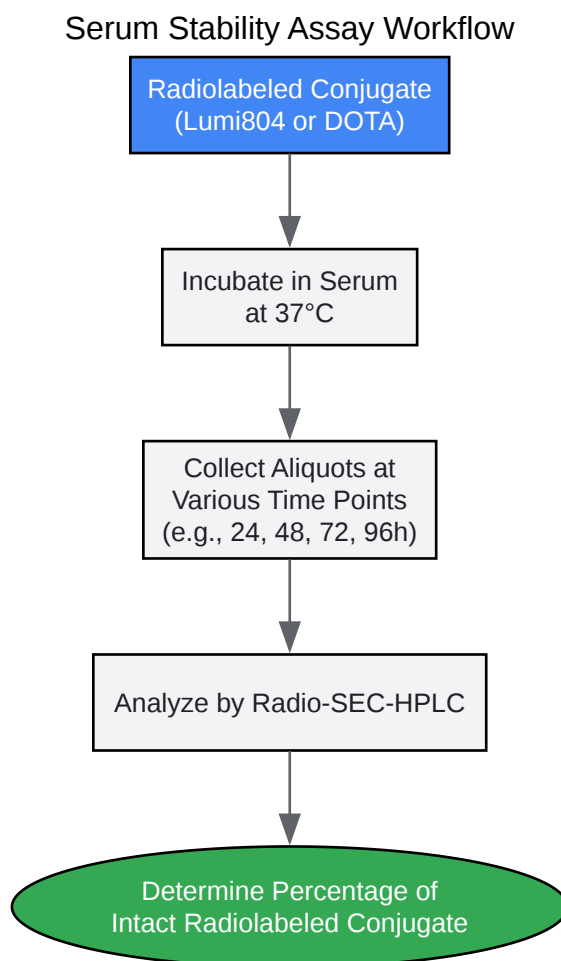 Serum Stability Assay Workflow
Radiolabeled Conjugate
(Lumi804 or DOTA)
Incubate in Serum
at 37°C
Collect Aliquots at
Various Time Points
(e.g., 24, 48, 72, 96h)
Analyze by Radio-SEC-HPLC
Determine Percentage of
Intact Radiolabeled Conjugate